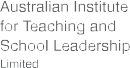 Australian Institute
for Teaching and
School Leadership
Limited